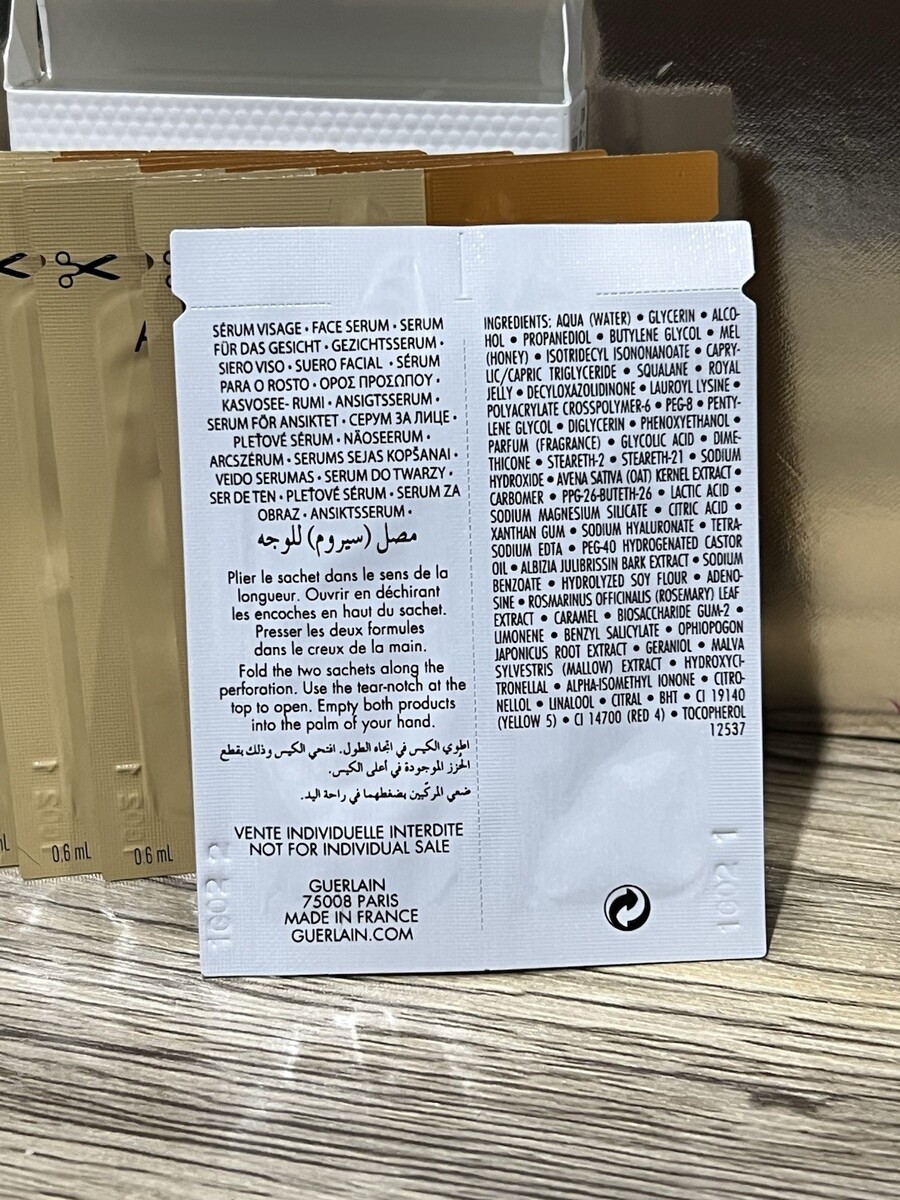 SÉRUM VISAGE • FACE SERUM • SERUM
FÜR DAS GESICHT • GEZICHTSSERUM •
SIERO VISO • SUERO FACIAL • SÉRUM
PARA O ROSTO • ΟΡΟΣ ΠΡΟΣΩΠΟΥ •
KASVOSEE- RUMI • ANSIGTSSERUM •
SERUM FÖR ANSIKTET • СЕРУМ ЗА ЛИЦЕ •
PLEŤOVÉ SÉRUM • NÄOSEERUM •
ARCSZÉRUM • SERUMS SEJAS KOPŠANAI •
VEIDO SERUMAS • SERUM DO TWARZY •
SER DE TEN • PLEŤOVÉ SÉRUM • SERUM ZA
OBRAZ • ANSIKTSSERUM •
مصل (سيروم) للوجه
Plier le sachet dans le sens de la
longueur. Ouvrir en déchirant
les encoches en haut du sachet.
Presser les deux formules
dans le creux de la main.
Fold the two sachets along the
perforation. Use the tear-notch at the
top to open. Empty both products
into the palm of your hand.
اطوي الكيس في اتجاه الطول. افتحي الكيس وذلك بقطع
الحُزز الموجودة في أعلى الكيس.
ضعي المركّبين بضغطهما في راحة اليد.
VENTE INDIVIDUELLE INTERDITE
NOT FOR INDIVIDUAL SALE
GUERLAIN
75008 PARIS
MADE IN FRANCE
GUERLAIN.COM
INGREDIENTS: AQUA (WATER) • GLYCERIN • ALCO-
HOL • PROPANEDIOL • BUTYLENE GLYCOL • MEL
(HONEY) • ISOTRIDECYL ISONONANOATE • CAPRY-
LIC/CAPRIC TRIGLYCERIDE • SQUALANE • ROYAL
JELLY • DECYLOXAZOLIDINONE • LAUROYL LYSINE •
POLYACRYLATE CROSSPOLYMER-6 • PEG-8 • PENTY-
LENE GLYCOL • DIGLYCERIN • PHENOXYETHANOL •
PARFUM (FRAGRANCE) • GLYCOLIC ACID • DIME-
THICONE • STEARETH-2 • STEARETH-21 • SODIUM
HYDROXIDE • AVENA SATIVA (OAT) KERNEL EXTRACT •
CARBOMER • PPG-26-BUTETH-26 • LACTIC ACID •
SODIUM MAGNESIUM SILICATE • CITRIC ACID •
XANTHAN GUM • SODIUM HYALURONATE • TETRA-
SODIUM EDTA • PEG-40 HYDROGENATED CASTOR
OIL • ALBIZIA JULIBRISSIN BARK EXTRACT • SODIUM
BENZOATE • HYDROLYZED SOY FLOUR • ADENO-
SINE • ROSMARINUS OFFICINALIS (ROSEMARY) LEAF
EXTRACT • CARAMEL • BIOSACCHARIDE GUM-2 •
LIMONENE • BENZYL SALICYLATE • OPHIOPOGON
JAPONICUS ROOT EXTRACT • GERANIOL • MALVA
SYLVESTRIS (MALLOW) EXTRACT • HYDROXYCI-
TRONELLAL • ALPHA-ISOMETHYL IONONE • CITRO-
NELLOL • LINALOOL • CITRAL • BHT • CI 19140
(YELLOW 5) • CI 14700 (RED 4) • TOCOPHEROL
12537
0.6 mL
0.6 mL